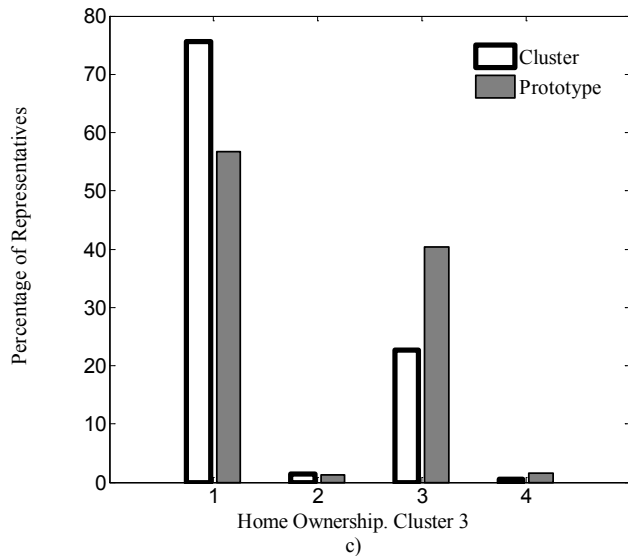 80
70
60
50
40
30
20
10
0
Percentage of Representatives
Cluster
Prototype
1 2 3 4
Home Ownership. Cluster 3
c)